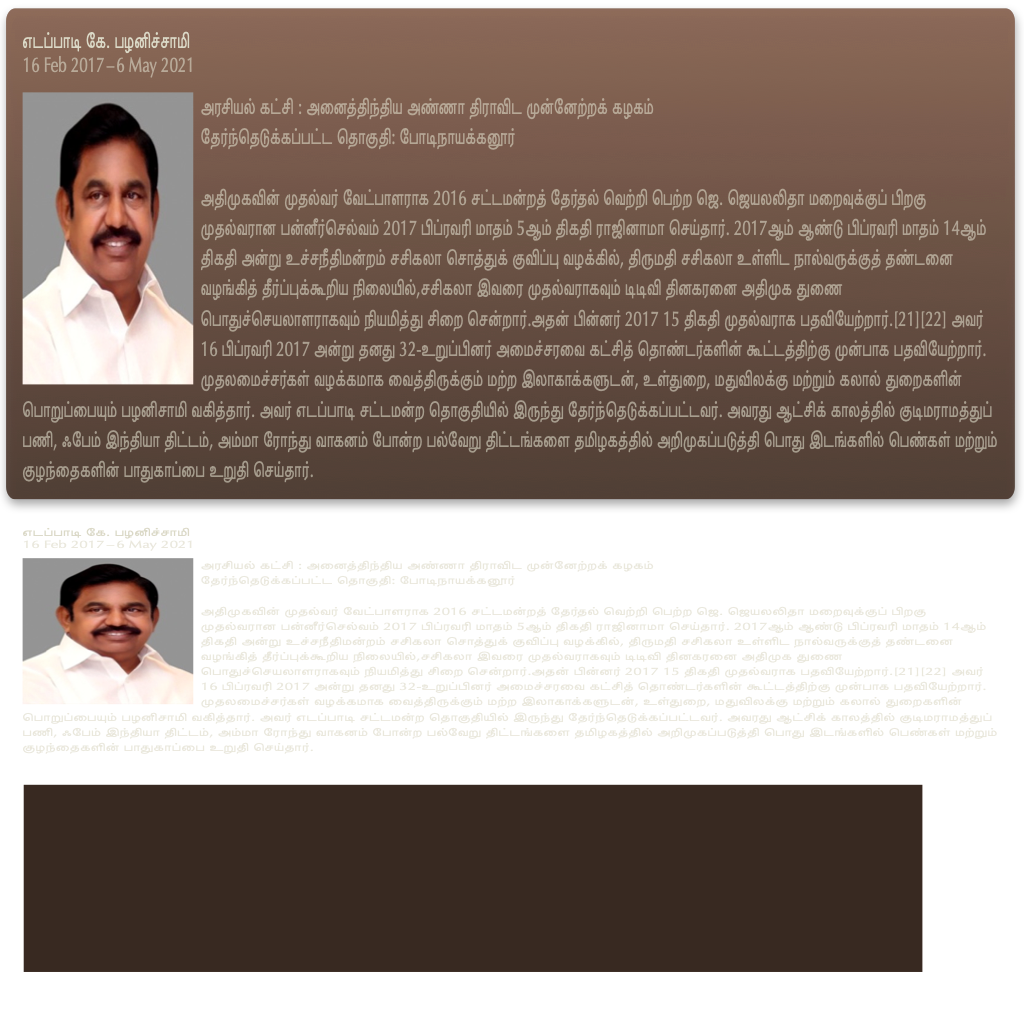 எடப்பாடி கே. பழனிச்சாமி
16 Feb 2017–6 May 2021
அரசியல் கட்சி : அனைத்திந்திய அண்ணா திராவிட முன்னேற்றக் கழகம்
தேர்ந்தெடுக்கப்பட்ட தொகுதி: போடிநாயக்கனூர்
அதிமுகவின் முதல்வர் வேட்பாளராக 2016 சட்டமன்றத் தேர்தல் வெற்றி பெற்ற ஜெ. ஜெயலலிதா மறைவுக்குப் பிறகு
முதல்வரான பன்னீர்செல்வம் 2017 பிப்ரவரி மாதம் 5ஆம் திகதி ராஜினாமா செய்தார். 2017ஆம் ஆண்டு பிப்ரவரி மாதம் 14ஆம்
திகதி அன்று உச்சநீதிமன்றம் சசிகலா சொத்துக் குவிப்பு வழக்கில், திருமதி சசிகலா உள்ளிட நால்வருக்குத் தண்டனை
வழங்கித் தீர்ப்புக்கூறிய நிலையில்,சசிகலா இவரை முதல்வராகவும் டிடிவி தினகரனை அதிமுக துணை
பொதுச்செயலாளராகவும் நியமித்து சிறை சென்றார்.அதன் பின்னர் 2017 15 திகதி முதல்வராக பதவியேற்றார்.[21][22] அவர்
16 பிப்ரவரி 2017 அன்று தனது 32-உறுப்பினர் அமைச்சரவை கட்சித் தொண்டர்களின் கூட்டத்திற்கு முன்பாக பதவியேற்றார்.
முதலமைச்சர்கள் வழக்கமாக வைத்திருக்கும் மற்ற இலாகாக்களுடன், உள்துறை, மதுவிலக்கு மற்றும் கலால் துறைகளின்
பொறுப்பையும் பழனிசாமி வகித்தார். அவர் எடப்பாடி சட்டமன்ற தொகுதியில் இருந்து தேர்ந்தெடுக்கப்பட்டவர். அவரது ஆட்சிக் காலத்தில் குடிமராமத்துப்
பணி, ஃபேம் இந்தியா திட்டம், அம்மா ரோந்து வாகனம் போன்ற பல்வேறு திட்டங்களை தமிழகத்தில் அறிமுகப்படுத்தி பொது இடங்களில் பெண்கள் மற்றும்
குழந்தைகளின் பாதுகாப்பை உறுதி செய்தார்.
எடப்பாடி கே. பழனிச்சாமி
16 Feb 2017–6 May 2021
அரசியல் கட்சி : அனைத்திந்திய அண்ணா திராவிட முன்னேற்றக் கழகம்
தேர்ந்தெடுக்கப்பட்ட தொகுதி: போடிநாயக்கனூர்
அதிமுகவின் முதல்வர் வேட்பாளராக 2016 சட்டமன்றத் தேர்தல் வெற்றி பெற்ற ஜெ. ஜெயலலிதா மறைவுக்குப் பிறகு
முதல்வரான பன்னீர்செல்வம் 2017 பிப்ரவரி மாதம் 5ஆம் திகதி ராஜினாமா செய்தார். 2017ஆம் ஆண்டு பிப்ரவரி மாதம் 14ஆம்
திகதி அன்று உச்சநீதிமன்றம் சசிகலா சொத்துக் குவிப்பு வழக்கில், திருமதி சசிகலா உள்ளிட நால்வருக்குத் தண்டனை
வழங்கித் தீர்ப்புக்கூறிய நிலையில்,சசிகலா இவரை முதல்வராகவும் டிடிவி தினகரனை அதிமுக துணை
பொதுச்செயலாளராகவும் நியமித்து சிறை சென்றார்.அதன் பின்னர் 2017 15 திகதி முதல்வராக பதவியேற்றார்.[21][22] அவர்
16 பிப்ரவரி 2017 அன்று தனது 32-உறுப்பினர் அமைச்சரவை கட்சித் தொண்டர்களின் கூட்டத்திற்கு முன்பாக பதவியேற்றார்.
முதலமைச்சர்கள் வழக்கமாக வைத்திருக்கும் மற்ற இலாகாக்களுடன், உள்துறை, மதுவிலக்கு மற்றும் கலால் துறைகளின்
பொறுப்பையும் பழனிசாமி வகித்தார். அவர் எடப்பாடி சட்டமன்ற தொகுதியில் இருந்து தேர்ந்தெடுக்கப்பட்டவர். அவரது ஆட்சிக் காலத்தில் குடிமராமத்துப்
பணி, ஃபேம் இந்தியா திட்டம், அம்மா ரோந்து வாகனம் போன்ற பல்வேறு திட்டங்களை தமிழகத்தில் அறிமுகப்படுத்தி பொது இடங்களில் பெண்கள் மற்றும்
குழந்தைகளின் பாதுகாப்பை உறுதி செய்தார்.